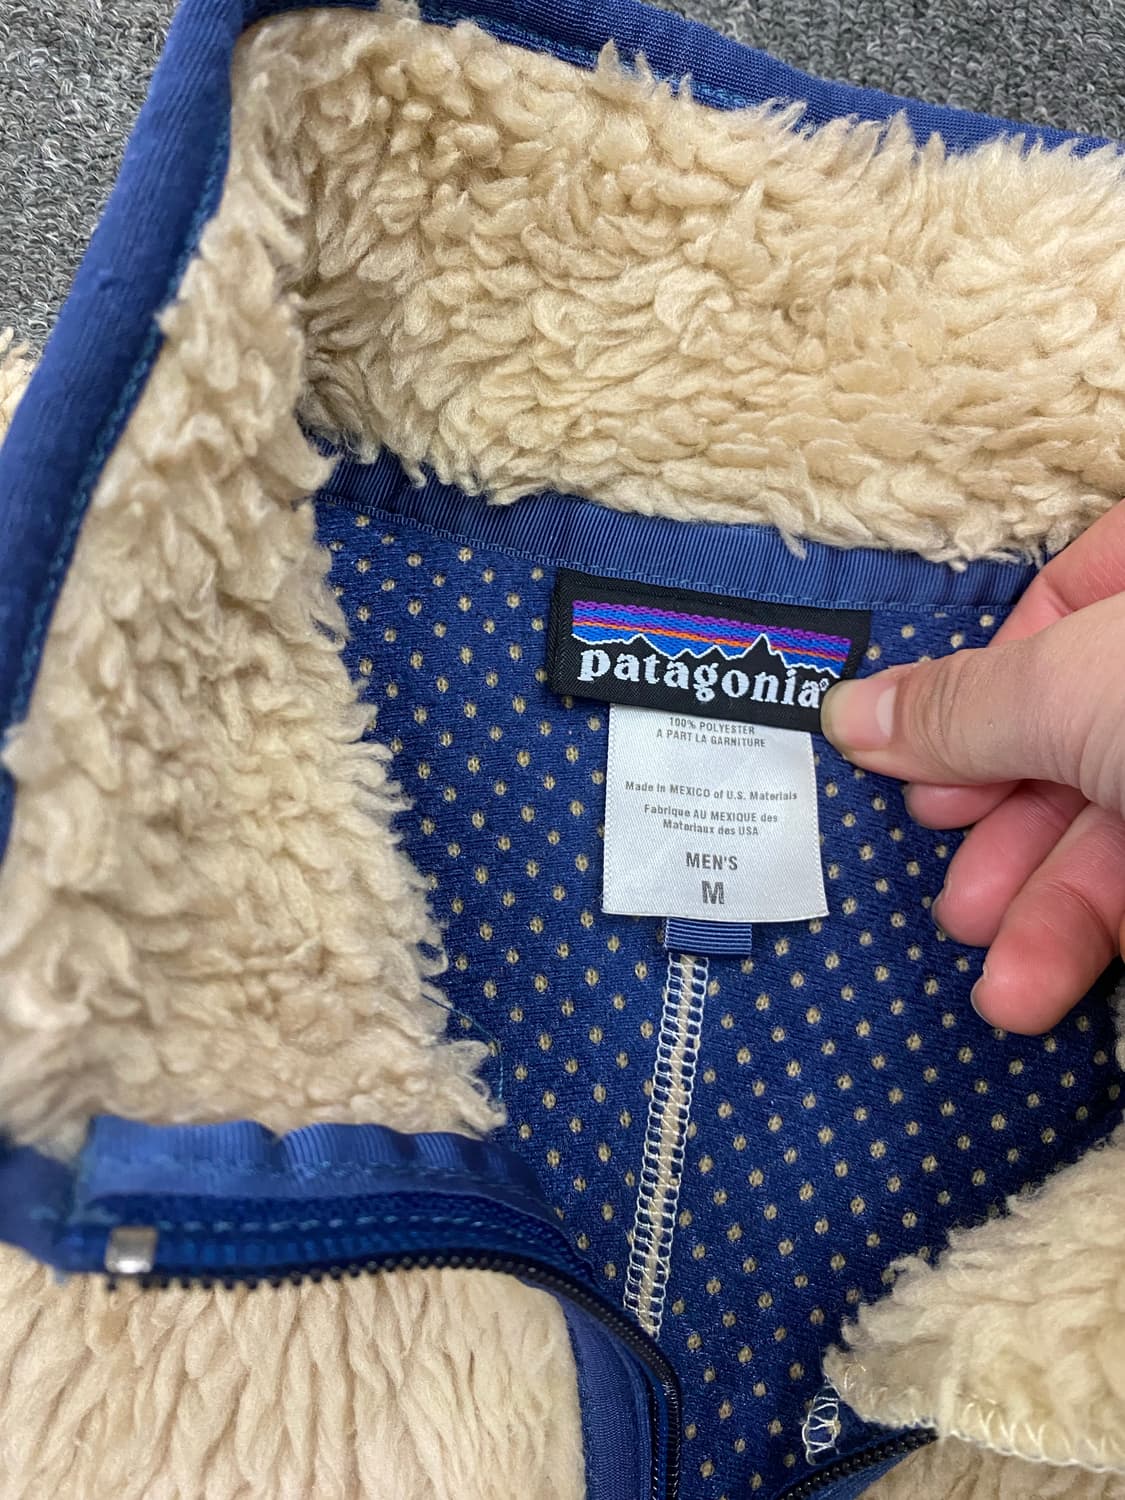 patagonia®
100% POLYESTER
A PART LA GARNITURE
Made in MEXICO of U.S. Materials
Fabrique AU MEXIQUE des
Materiaux des USA
MEN'S
M